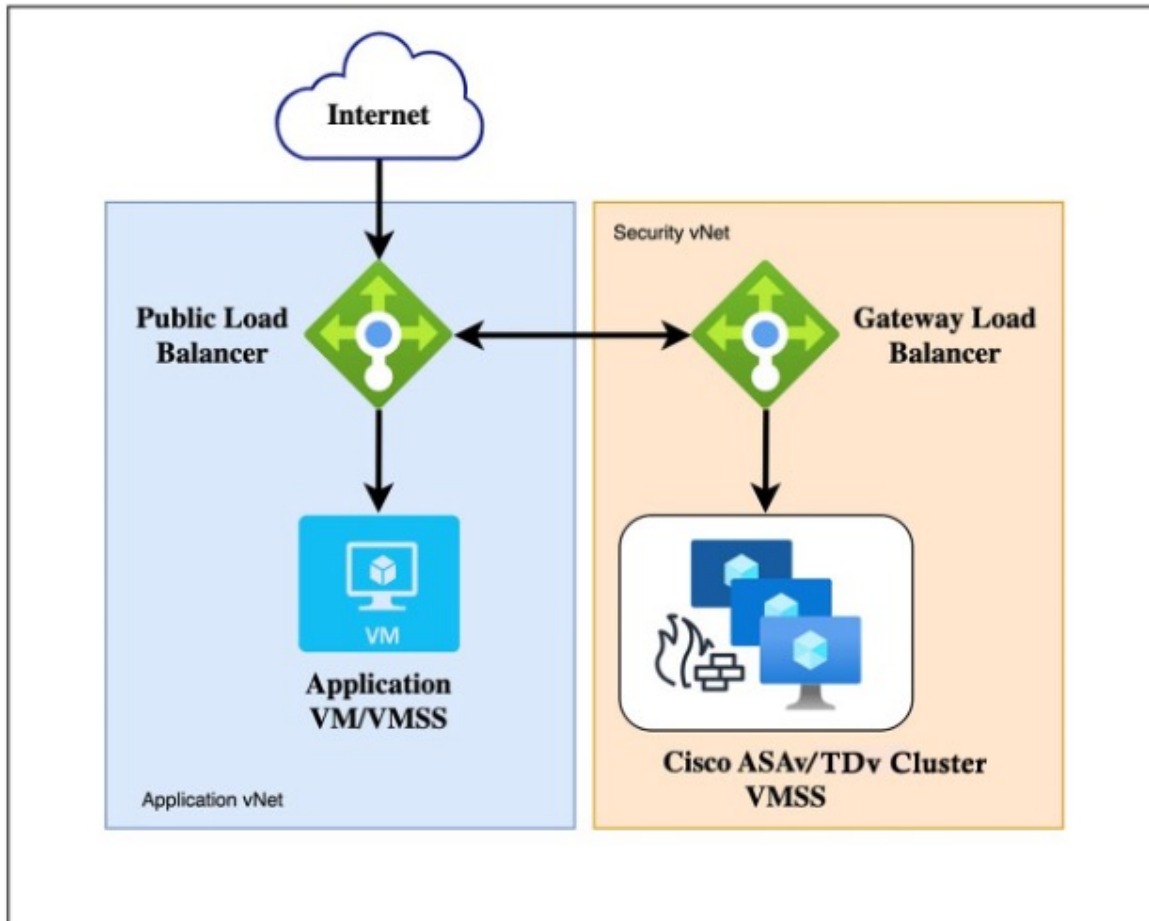 Internet
Security vNet
Public Load
Balancer
Gateway Load
Balancer
VM
Application
VM/VMSS
Cisco ASAv/TDv Cluster
VMSS
Application vNet